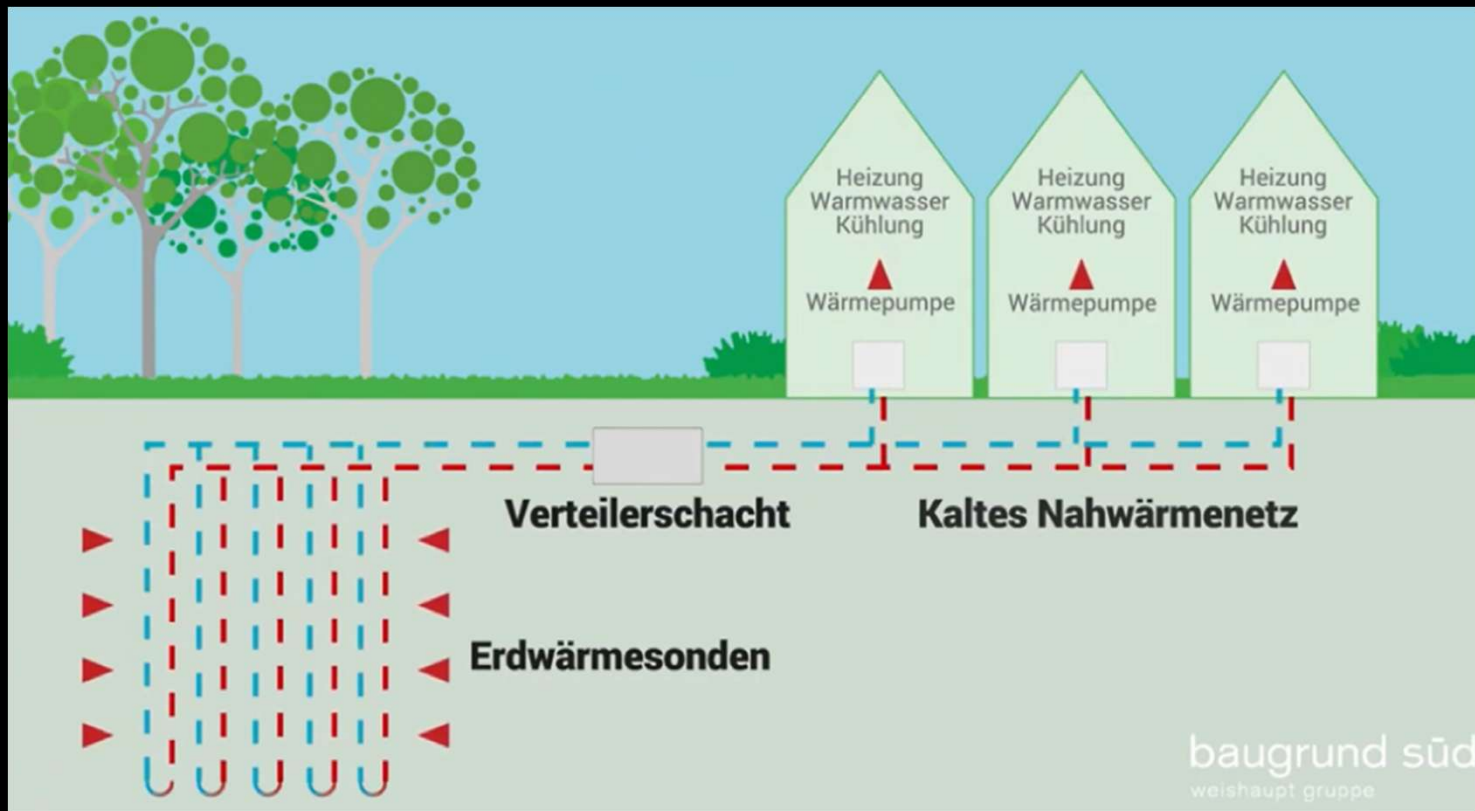 Heizung
Warmwasser
Kühlung
Wärmepumpe
Heizung
Warmwasser
Kühlung
Wärmepumpe
Heizung
Warmwasser
Kühlung
Wärmepumpe
Verteilerschacht
Kaltes Nahwärmenetz
Erdwärmesonden
baugrund süd
weishaupt gruppe